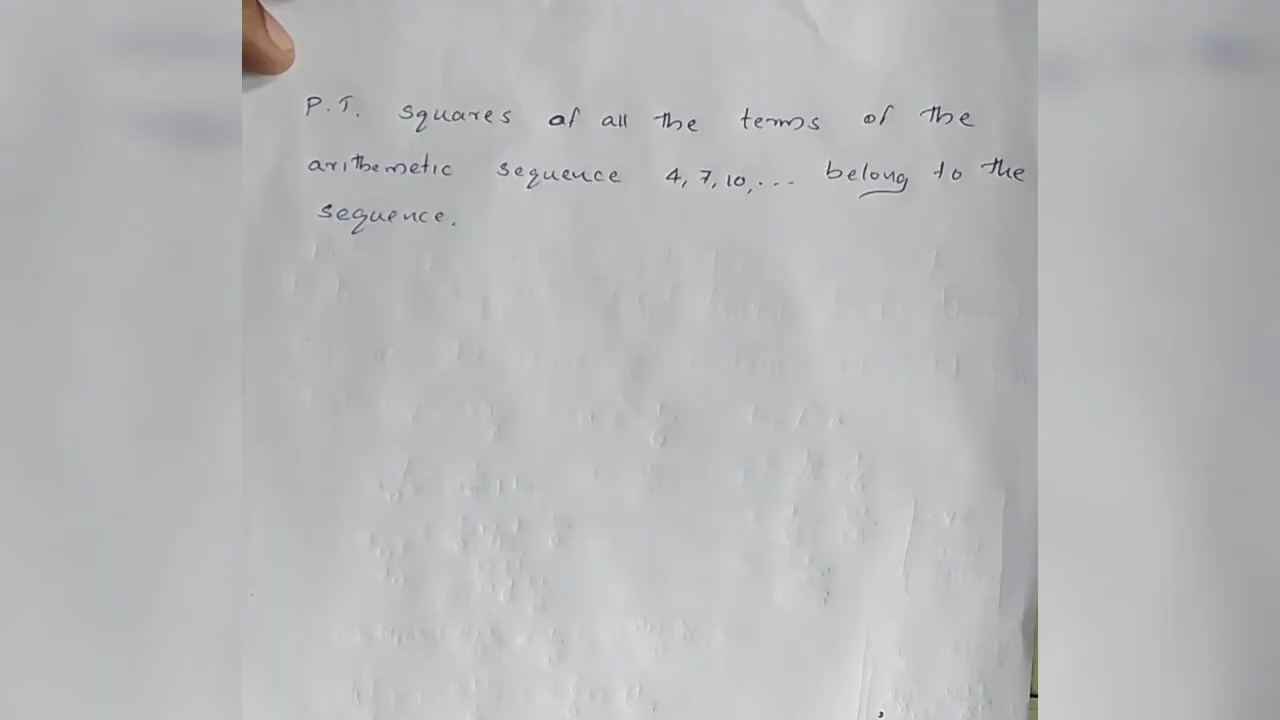 P.T. squares of all the terms of the
arithemetic sequence 4, 7, 10, ... belong to the
sequence.